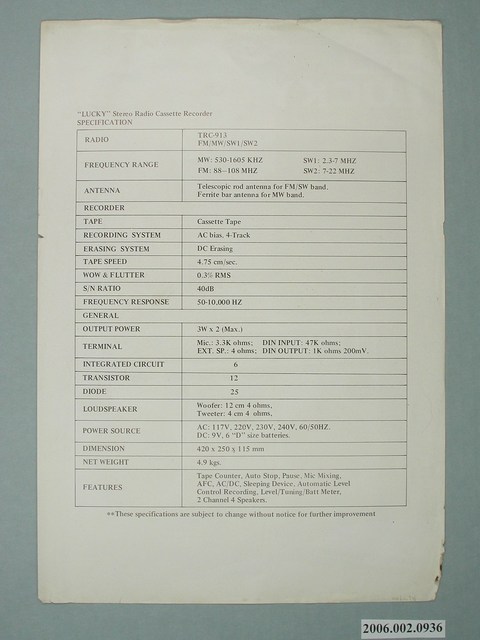 "LUCKY" Stereo Radio Cassette Recorder
SPECIFICATION
RADIO TRC-913
FM/MW/SW1/SW2
FREQUENCY RANGE MW: 530-1605 KHZ SW1: 2.3-7 MHZ
FM: 88-108 MHZ SW2: 7-22 MHZ
ANTENNA Telescopic rod antenna for FM/SW band.
Ferrite bar antenna for MW band.
RECORDER
TAPE Cassette Tape
RECORDING SYSTEM AC bias, 4-Track
ERASING SYSTEM DC Erasing
TAPE SPEED 4.75 cm/sec.
WOW & FLUTTER 0.3% RMS
S/N RATIO 40dB
FREQUENCY RESPONSE 50-10,000 HZ
GENERAL
OUTPUT POWER 3W x 2 (Max.)
TERMINAL Mic.: 3.3K ohms; DIN INPUT: 47K ohms;
EXT. SP.: 4 ohms; DIN OUTPUT: 1K ohms 200mV.
INTEGRATED CIRCUIT 6
TRANSISTOR 12
DIODE 25
LOUDSPEAKER Woofer: 12 cm 4 ohms,
Tweeter: 4 cm 4 ohms,
POWER SOURCE AC: 117V, 220V, 230V, 240V, 60/50HZ.
DC: 9V, 6 "D" size batteries.
DIMENSION 420 x 250 x 115 mm
NET WEIGHT 4.9 kgs.
FEATURES Tape Counter, Auto Stop, Pause, Mic Mixing,
AFC, AC/DC, Sleeping Device, Automatic Level
Control Recording, Level/Tuning/Batt Meter,
2 Channel 4 Speakers.
**These specifications are subject to change without notice for further improvement
2006.002.0936